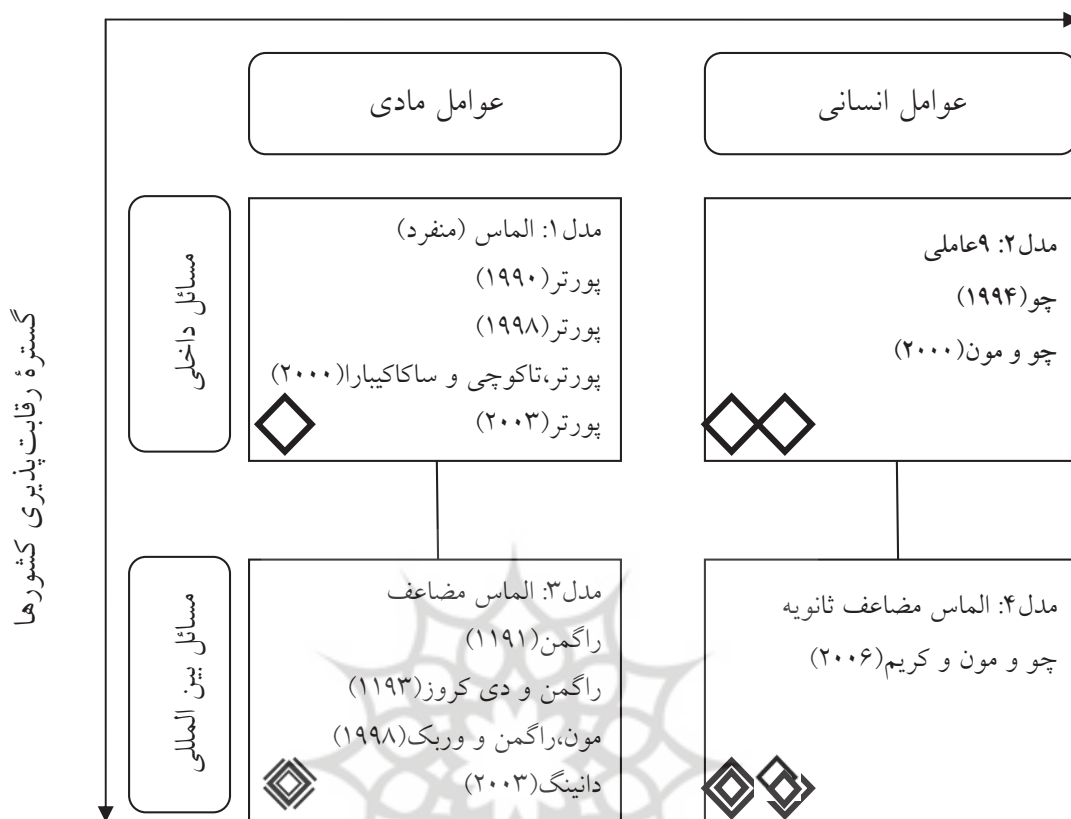 عوامل انسانی
عوامل مادی
گسترۀ رقابت‌پذیری کشورها
مسائل داخلی
مدل۱: الماس (منفرد)
پورتر(۱۹۹۰)
پورتر(۱۹۹۸)
پورتر،تاکوچی و ساکاکیبارا(۲۰۰۰)
پورتر(۲۰۰۳)
مدل۲: ۹عاملی
چو(۱۹۹۴)
چو و مون(۲۰۰۰)
مسائل بین المللی
مدل۳: الماس مضاعف
راگمن(۱۱۹۱)
راگمن و دی کروز(۱۱۹۳)
مون،راگمن و وربک(۱۹۹۸)
دانینگ(۲۰۰۳)
مدل۴: الماس مضاعف ثانویه
چو و مون و کریم(۲۰۰۶)